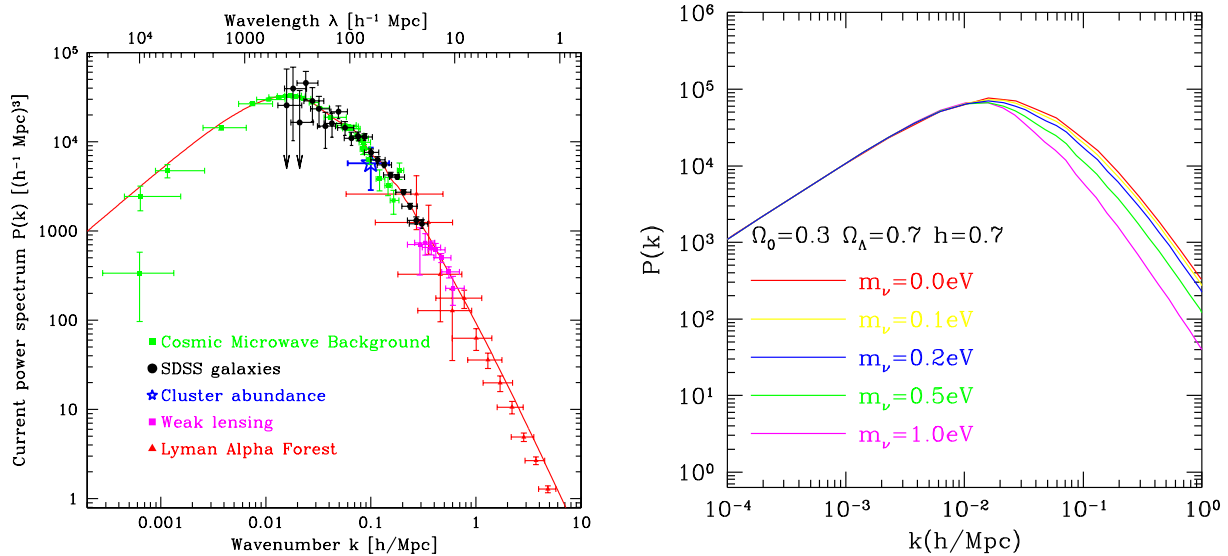 Wavelength λ [h⁻¹ Mpc]
10⁴ 1000 100 10 1
Current power spectrum P(k) [(h⁻¹ Mpc)³]
10⁵
10⁴
1000
100
10
1
Cosmic Microwave Background
SDSS galaxies
Cluster abundance
Weak lensing
Lyman Alpha Forest
0.001 0.01 0.1 1 10
Wavenumber k [h/Mpc]
P(k)
10⁶
10⁵
10⁴
10³
10²
10¹
10⁰
Ω₀=0.3 Ω_Λ=0.7 h=0.7
m_ν=0.0eV
m_ν=0.1eV
m_ν=0.2eV
m_ν=0.5eV
m_ν=1.0eV
10⁻⁴ 10⁻³ 10⁻² 10⁻¹ 10⁰
k(h/Mpc)